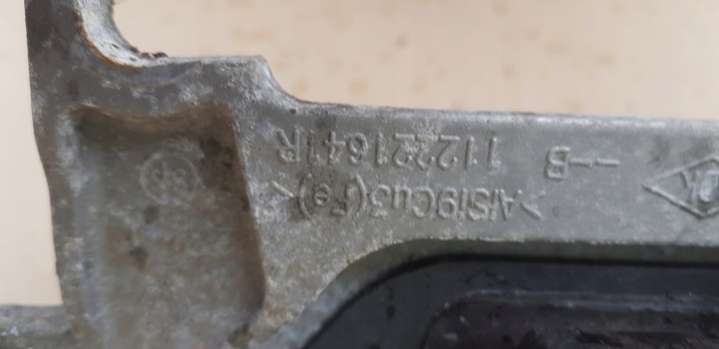 >AlSi9Cu3(Fe)<
--B 112221641R